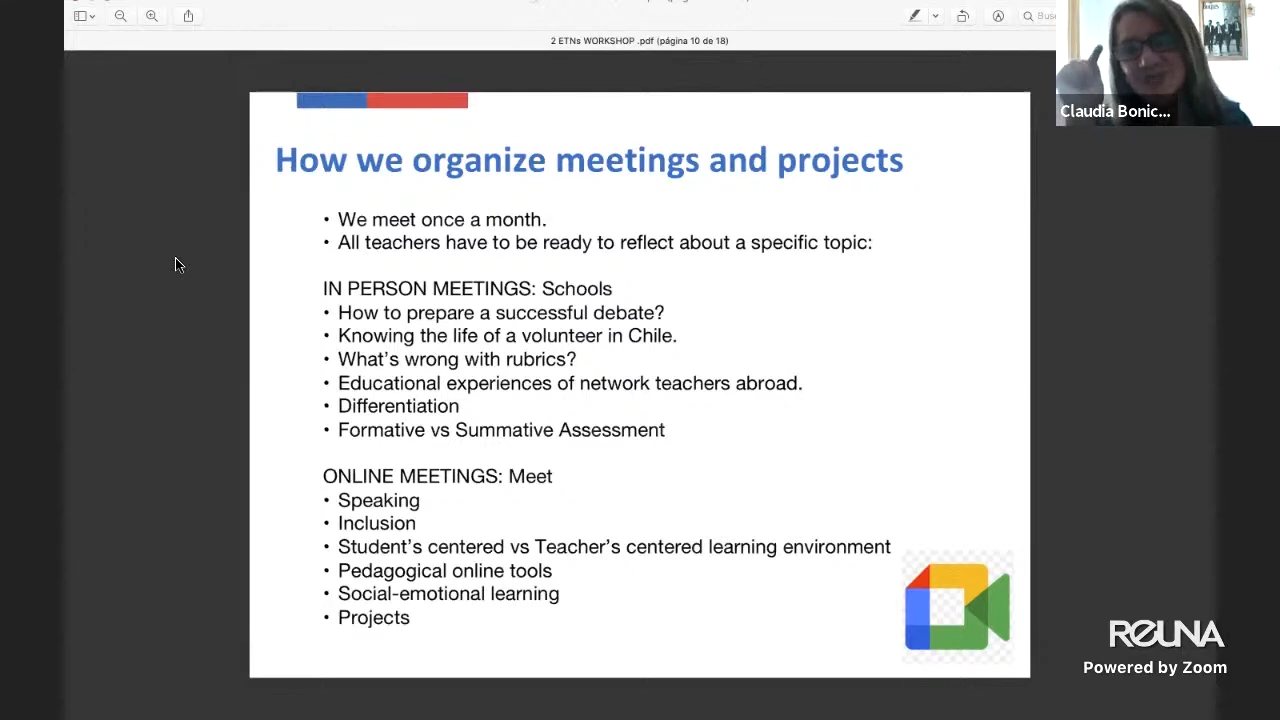 2 ETNs WORKSHOP .pdf (página 10 de 18)
Claudia Bonic...
How we organize meetings and projects
• We meet once a month.
• All teachers have to be ready to reflect about a specific topic:
IN PERSON MEETINGS: Schools
• How to prepare a successful debate?
• Knowing the life of a volunteer in Chile.
• What's wrong with rubrics?
• Educational experiences of network teachers abroad.
• Differentiation
• Formative vs Summative Assessment
ONLINE MEETINGS: Meet
• Speaking
• Inclusion
• Student's centered vs Teacher's centered learning environment
• Pedagogical online tools
• Social-emotional learning
• Projects
REUNA
Powered by Zoom